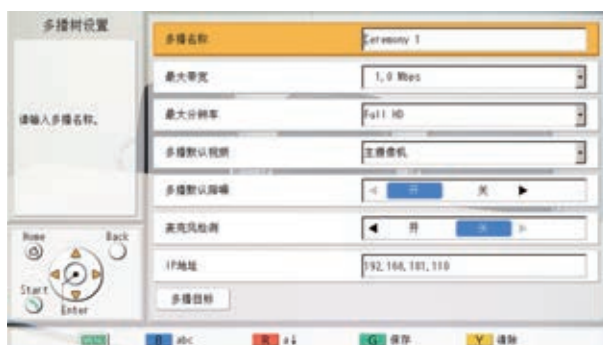 多播树设置
请输入多播名称。
多播名称 Ceremony 1
最大带宽 1.0 Mbps
最大分辨率 Full HD
多播默认视频 主摄像机
多播默认降噪 开 关
麦克风检测 开 关
IP地址 192.168.101.110
多播目标
Home Back
Start Enter
MENU B abc R a↓ G 保存 Y 清除